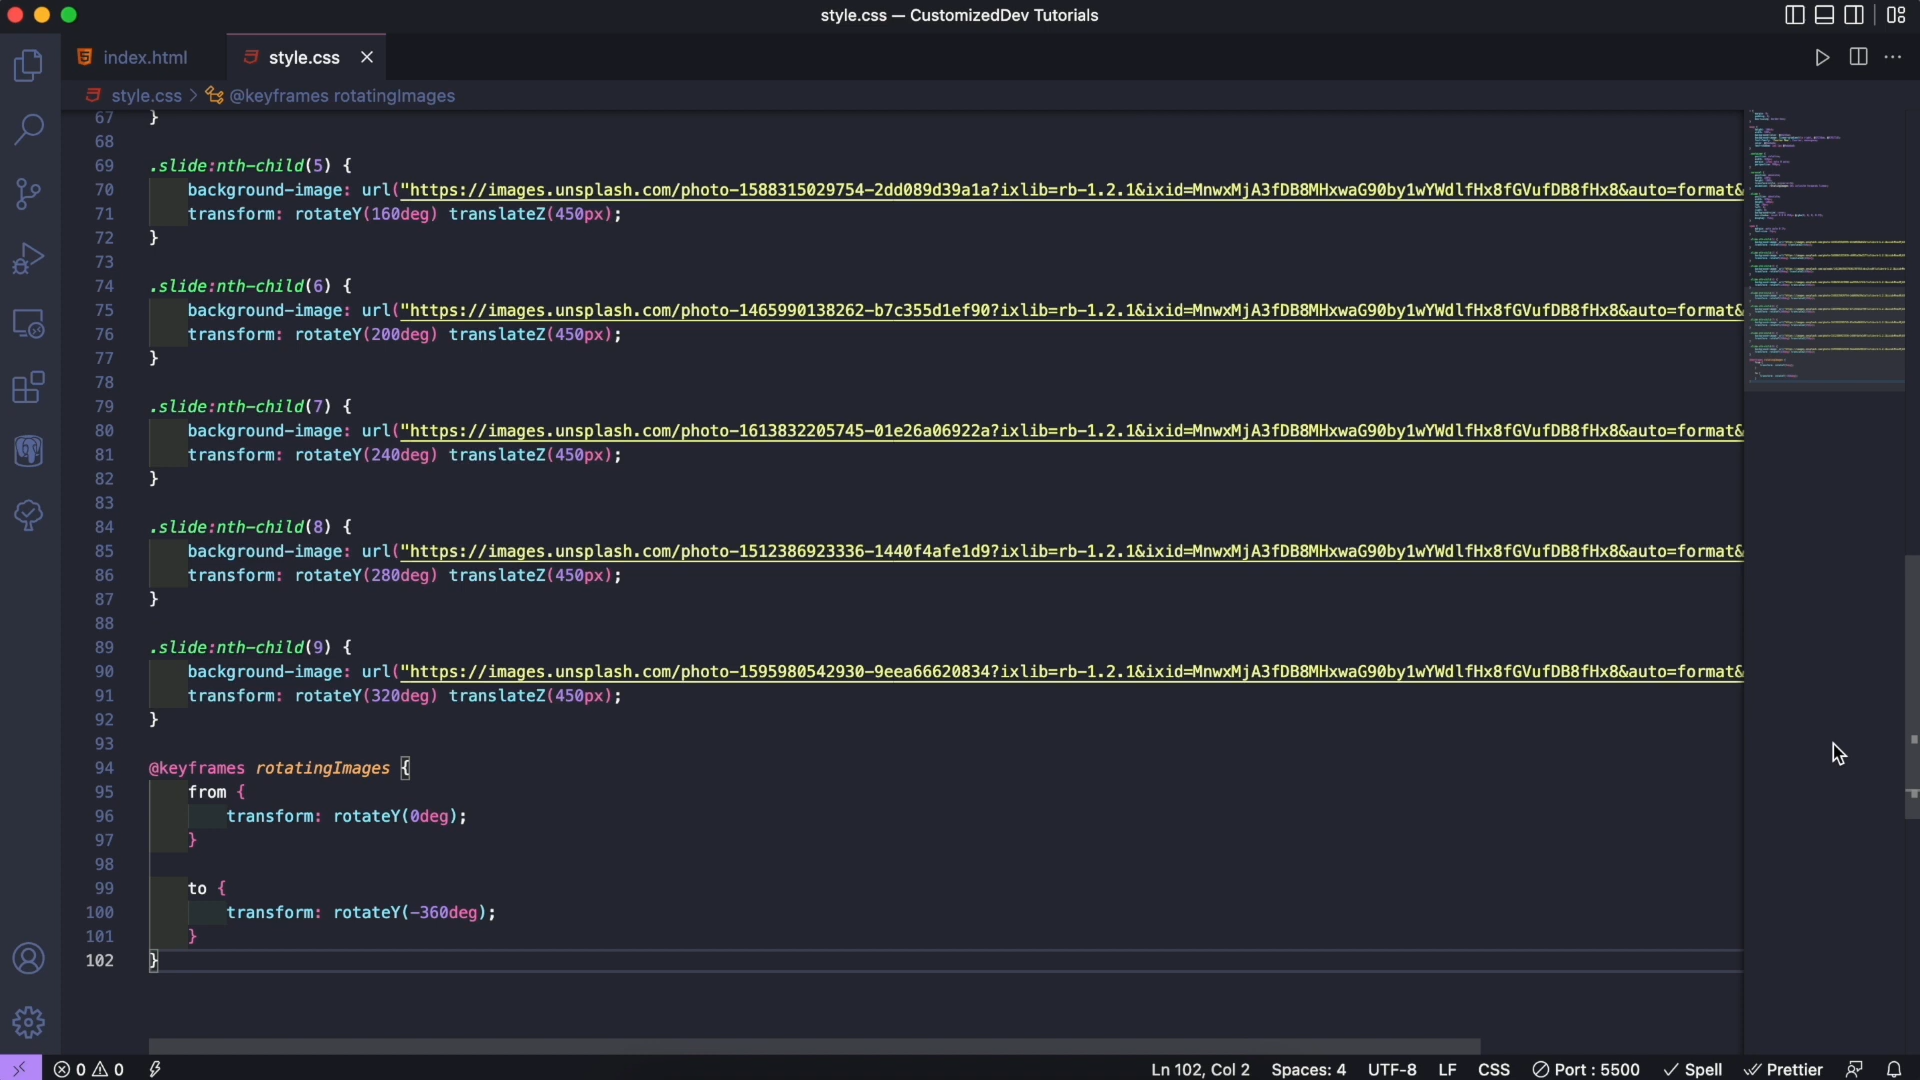 style.css — CustomizedDev Tutorials
index.html
style.css
style.css > @keyframes rotatingImages
67 }
68
69 .slide:nth-child(5) {
70 background-image: url("https://images.unsplash.com/photo-1588315029754-2dd089d39a1a?ixlib=rb-1.2.1&ixid=MnwxMjA3fDB8MHxwaG90by1wYWdlfHx8fGVufDB8fHx8&auto=format&
71 transform: rotateY(160deg) translateZ(450px);
72 }
73
74 .slide:nth-child(6) {
75 background-image: url("https://images.unsplash.com/photo-1465990138262-b7c355d1ef90?ixlib=rb-1.2.1&ixid=MnwxMjA3fDB8MHxwaG90by1wYWdlfHx8fGVufDB8fHx8&auto=format&
76 transform: rotateY(200deg) translateZ(450px);
77 }
78
79 .slide:nth-child(7) {
80 background-image: url("https://images.unsplash.com/photo-1613832205745-01e26a06922a?ixlib=rb-1.2.1&ixid=MnwxMjA3fDB8MHxwaG90by1wYWdlfHx8fGVufDB8fHx8&auto=format&
81 transform: rotateY(240deg) translateZ(450px);
82 }
83
84 .slide:nth-child(8) {
85 background-image: url("https://images.unsplash.com/photo-1512386923336-1440f4afe1d9?ixlib=rb-1.2.1&ixid=MnwxMjA3fDB8MHxwaG90by1wYWdlfHx8fGVufDB8fHx8&auto=format&
86 transform: rotateY(280deg) translateZ(450px);
87 }
88
89 .slide:nth-child(9) {
90 background-image: url("https://images.unsplash.com/photo-1595980542930-9eea66620834?ixlib=rb-1.2.1&ixid=MnwxMjA3fDB8MHxwaG90by1wYWdlfHx8fGVufDB8fHx8&auto=format&
91 transform: rotateY(320deg) translateZ(450px);
92 }
93
94 @keyframes rotatingImages {
95 from {
96 transform: rotateY(0deg);
97 }
98
99 to {
100 transform: rotateY(-360deg);
101 }
102 }
0 0 Ln 102, Col 2 Spaces: 4 UTF-8 LF CSS Port : 5500 Spell Prettier